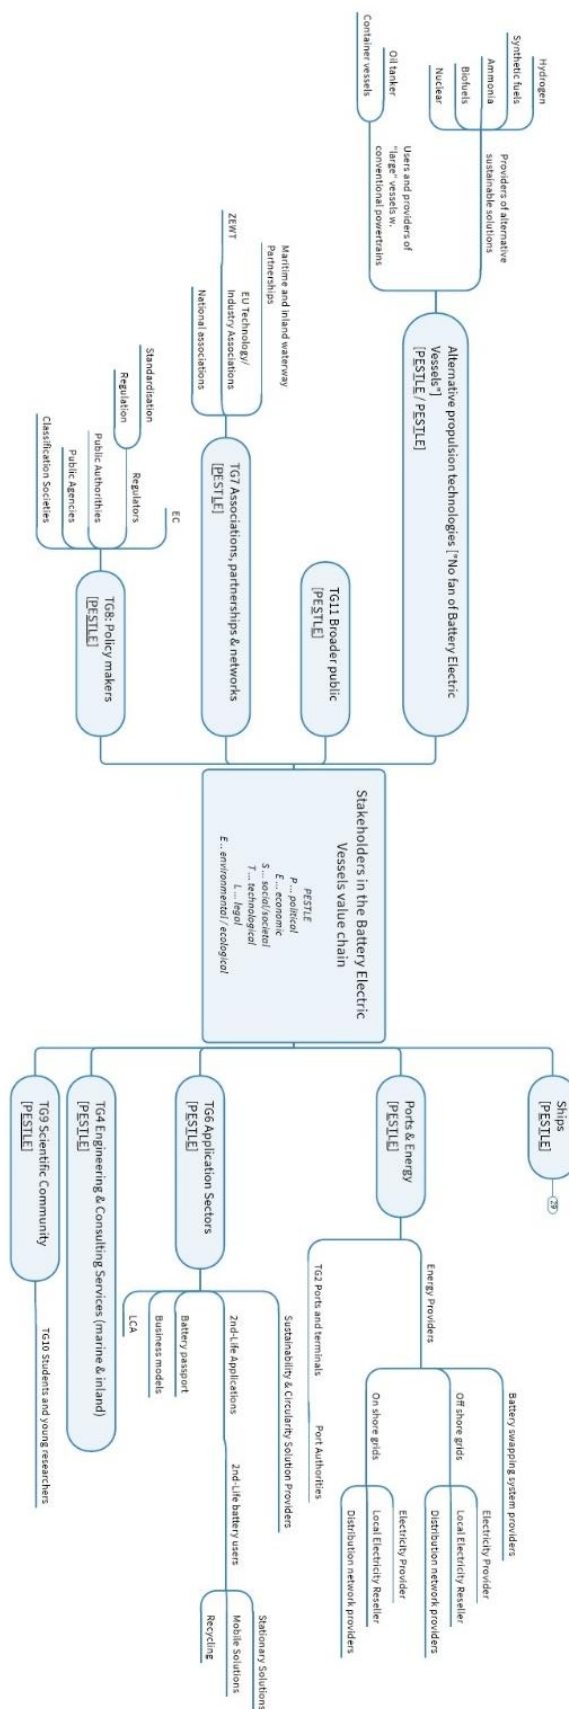 Hydrogen
Synthetic fuels
Ammonia
Biofuels
Nuclear
Providers of alternative
sustainable solutions
Oil tanker
Container vessels
Users and providers of
"large" vessels w.
conventional powertrains
Alternative propulsion technologies ["No fan of Battery Electric
Vessels"]
[PESTLE / PESTLE]
TG11 Broader public
[PESTLE]
Maritime and inland waterway
Partnerships
ZEWT
EU Technology/
Industry Associations
National associations
TG7 Associations, partnerships & networks
[PESTLE]
EC
Standardisation
Regulation
Regulators
Public Authorithies
Public Agencies
Classification Societies
TG8: Policy makers
[PESTLE]
Stakeholders in the Battery Electric
Vessels value chain
PESTLE
P ... political
E ... economic
S ... social/societal
T ... technological
L ... legal
E .. environmental / ecological
Ships
[PESTLE]
29
Ports & Energy
[PESTLE]
Energy Providers
Battery swapping system providers
Off shore grids
Electricity Provider
Local Electricity Reseller
Distribution network providers
On shore grids
Electricity Provider
Local Electricity Reseller
Distribution network providers
TG2 Ports and terminals
Port Authorities
TG6 Application Sectors
[PESTLE]
Sustainability & Circularity Solution Providers
2nd-Life Applications
2nd-Life battery users
Stationary Solutions
Mobile Solutions
Recycling
Battery passport
Business models
LCA
TG4 Engineering & Consulting Services (marine & inland)
[PESTLE]
TG9 Scientific Community
[PESTLE]
TG10 Students and young researchers